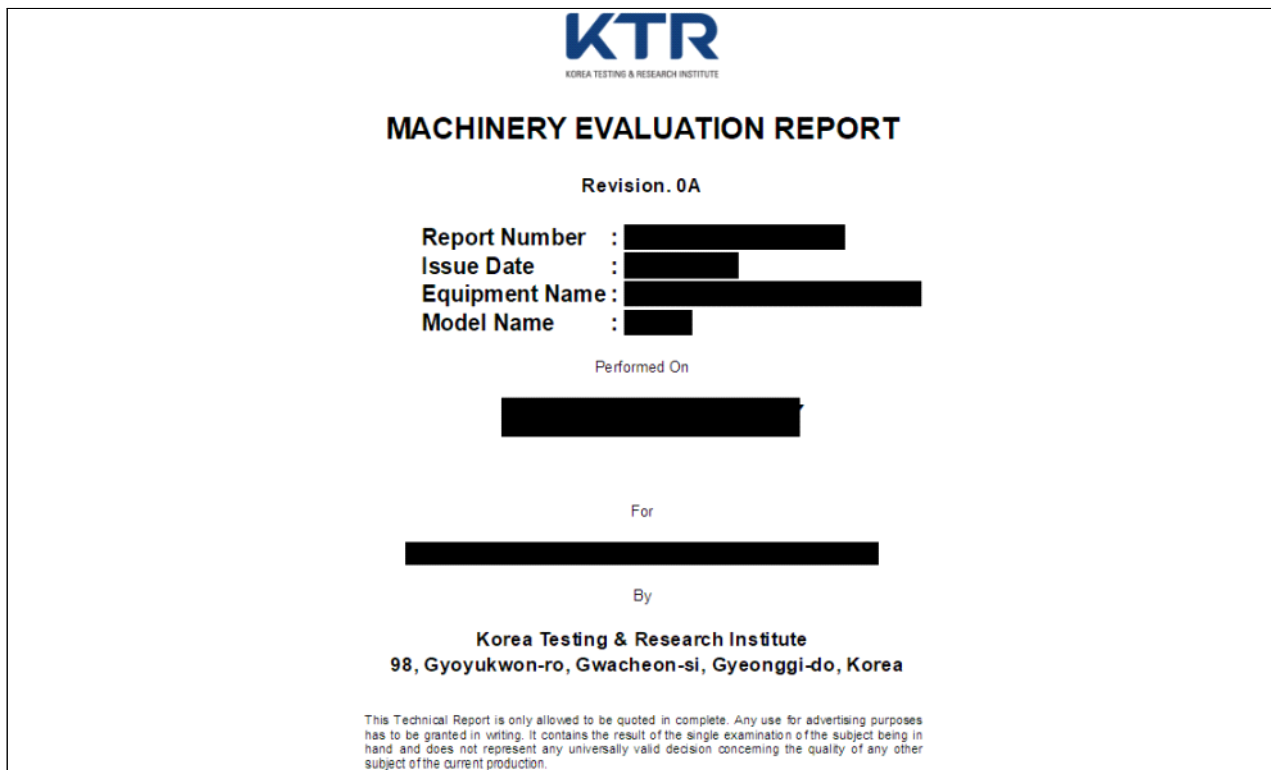 KTR
KOREA TESTING & RESEARCH INSTITUTE
MACHINERY EVALUATION REPORT
Revision. 0A
Report Number :
Issue Date :
Equipment Name :
Model Name :
Performed On
For
By
Korea Testing & Research Institute
98, Gyoyukwon-ro, Gwacheon-si, Gyeonggi-do, Korea
This Technical Report is only allowed to be quoted in complete. Any use for advertising purposes
has to be granted in writing. It contains the result of the single examination of the subject being in
hand and does not represent any universally valid decision concerning the quality of any other
subject of the current production.